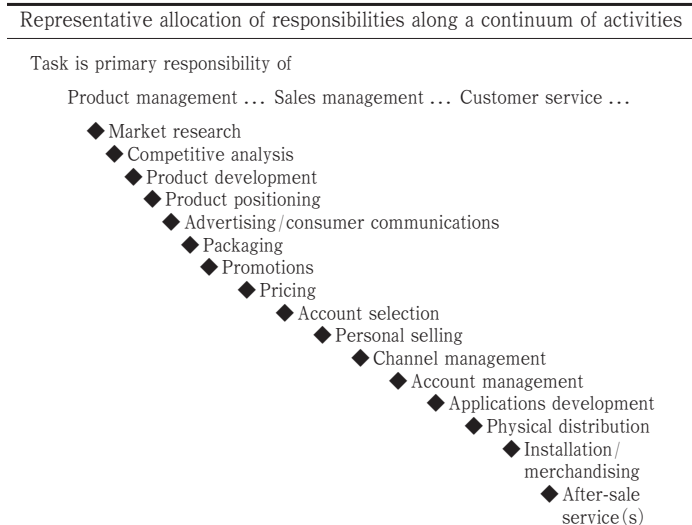 Representative allocation of responsibilities along a continuum of activities
Task is primary responsibility of
Product management ... Sales management ... Customer service ...
◆ Market research
◆ Competitive analysis
◆ Product development
◆ Product positioning
◆ Advertising/consumer communications
◆ Packaging
◆ Promotions
◆ Pricing
◆ Account selection
◆ Personal selling
◆ Channel management
◆ Account management
◆ Applications development
◆ Physical distribution
◆ Installation/
merchandising
◆ After-sale
service(s)